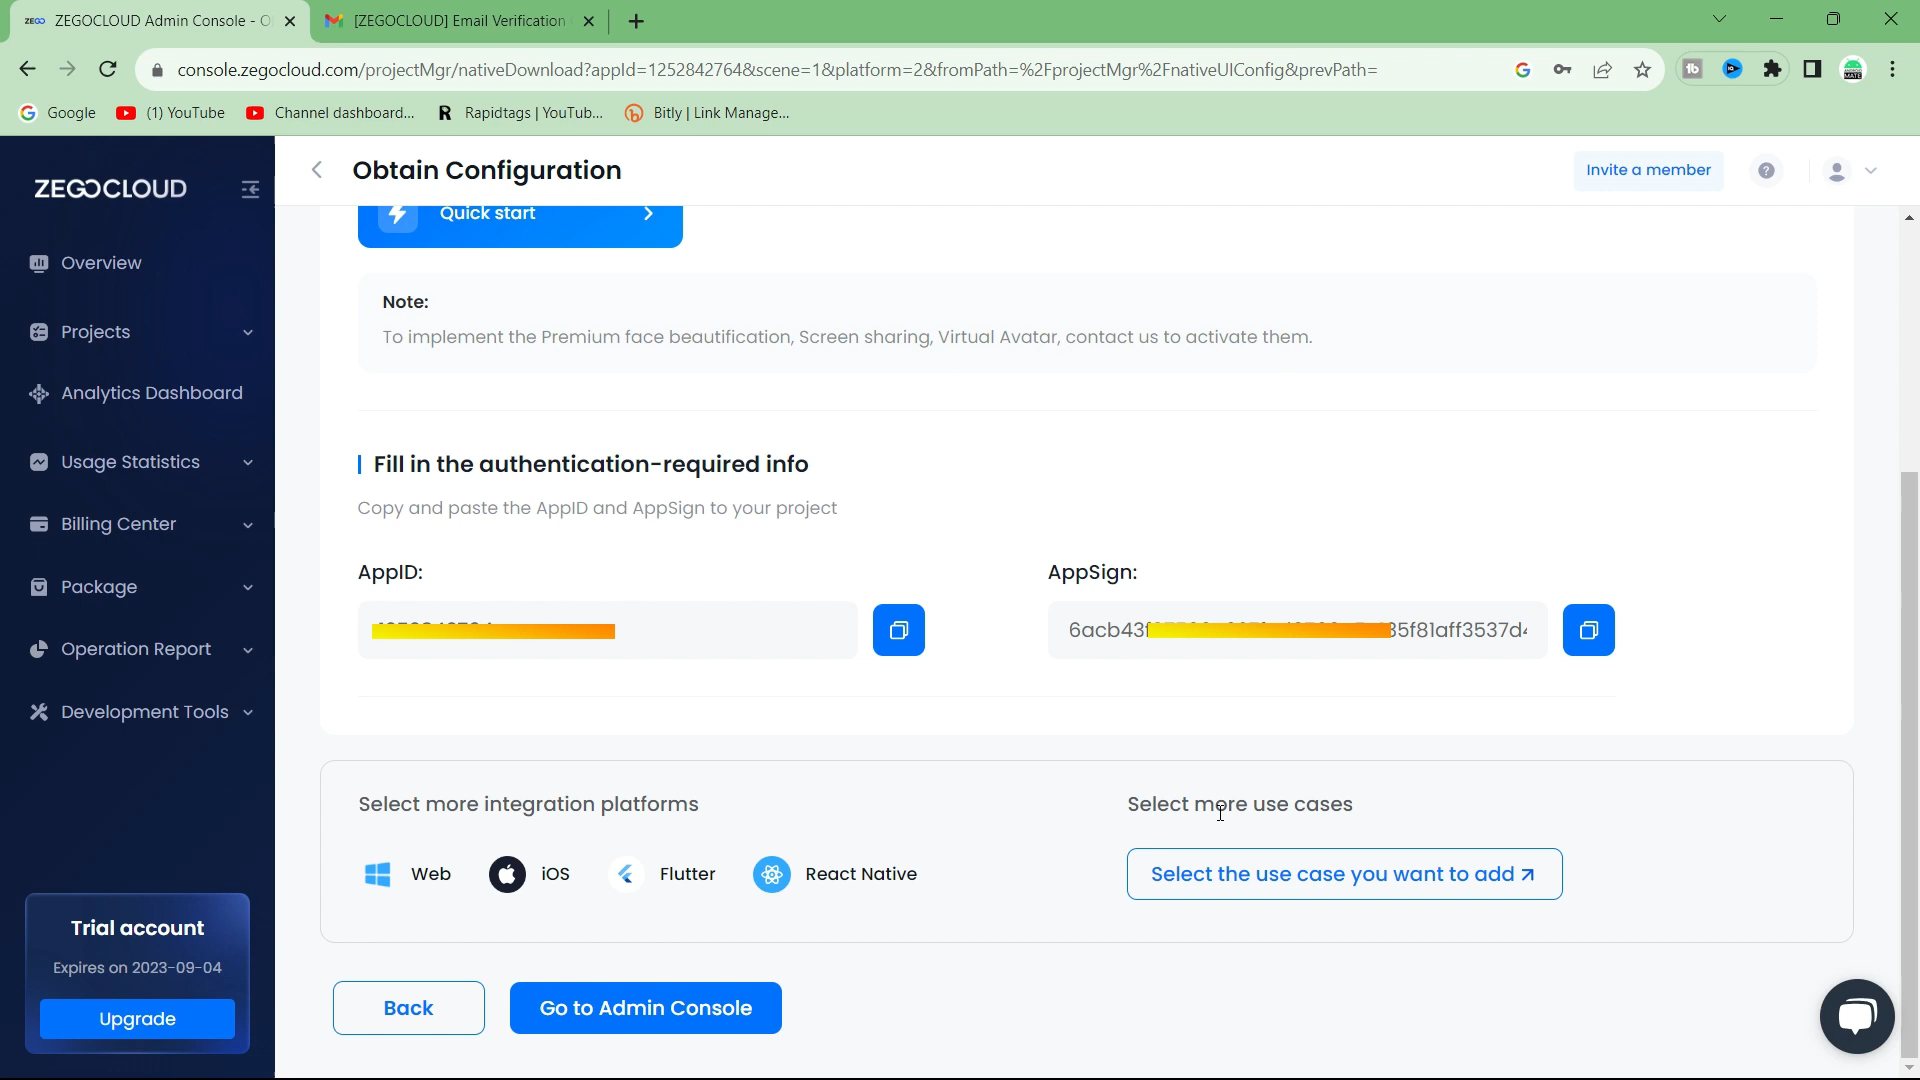 ZEGOCLOUD Admin Console - O
[ZEGOCLOUD] Email Verification
console.zegocloud.com/projectMgr/nativeDownload?appId=1252842764&scene=1&platform=2&fromPath=%2FprojectMgr%2FnativeUIConfig&prevPath=
Google
(1) YouTube
Channel dashboard...
Rapidtags | YouTub...
Bitly | Link Manage...
ZEGOCLOUD
Obtain Configuration
Invite a member
Overview
Projects
Analytics Dashboard
Usage Statistics
Billing Center
Package
Operation Report
Development Tools
Trial account
Expires on 2023-09-04
Upgrade
Quick start
Note:
To implement the Premium face beautification, Screen sharing, Virtual Avatar, contact us to activate them.
Fill in the authentication-required info
Copy and paste the AppID and AppSign to your project
AppID:
AppSign:
Select more integration platforms
Select more use cases
Web
iOS
Flutter
React Native
Select the use case you want to add
Back
Go to Admin Console